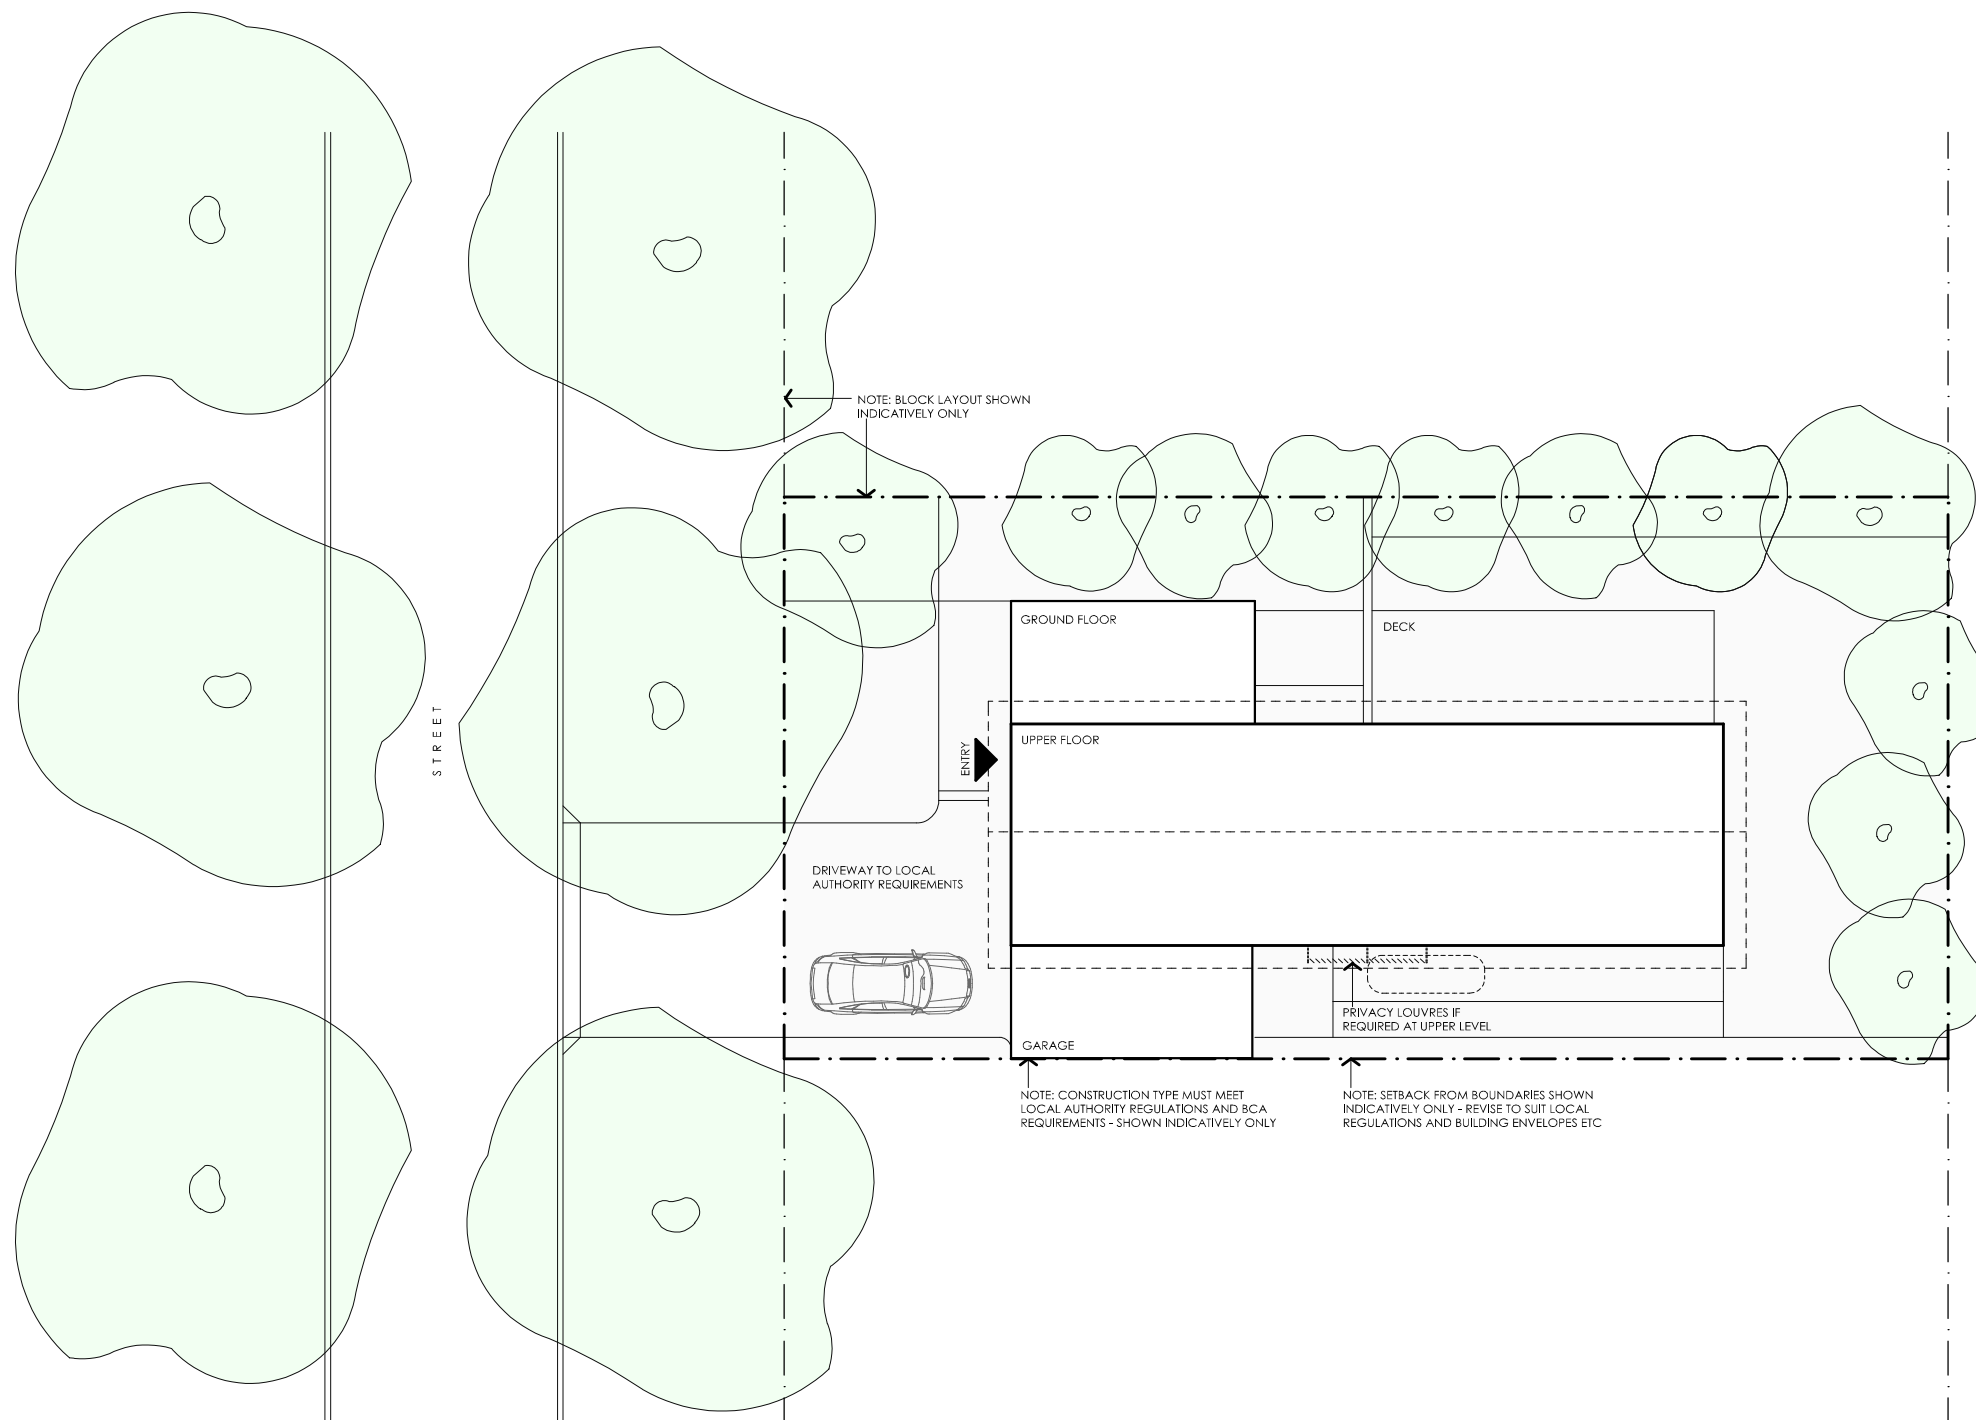 NOTE: BLOCK LAYOUT SHOWN
INDICATIVELY ONLY
GROUND FLOOR
DECK
STREET
ENTRY
UPPER FLOOR
DRIVEWAY TO LOCAL
AUTHORITY REQUIREMENTS
PRIVACY LOUVRES IF
REQUIRED AT UPPER LEVEL
GARAGE
NOTE: CONSTRUCTION TYPE MUST MEET
LOCAL AUTHORITY REGULATIONS AND BCA
REQUIREMENTS - SHOWN INDICATIVELY ONLY
NOTE: SETBACK FROM BOUNDARIES SHOWN
INDICATIVELY ONLY - REVISE TO SUIT LOCAL
REGULATIONS AND BUILDING ENVELOPES ETC